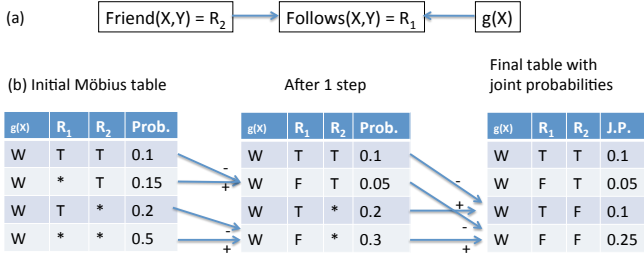 (a) Friend(X,Y) = R2 Follows(X,Y) = R1 g(X)
(b) Initial Möbius table After 1 step Final table with joint probabilities
g(X) R1 R2 Prob. g(X) R1 R2 Prob. g(X) R1 R2 J.P.
W T T 0.1 W T T 0.1 W T T 0.1
- -
W * T 0.15 + W F T 0.05 W F T 0.05
W T * 0.2 W T * 0.2 + W T F 0.1
- -
W * * 0.5 + W F * 0.3 + W F F 0.25